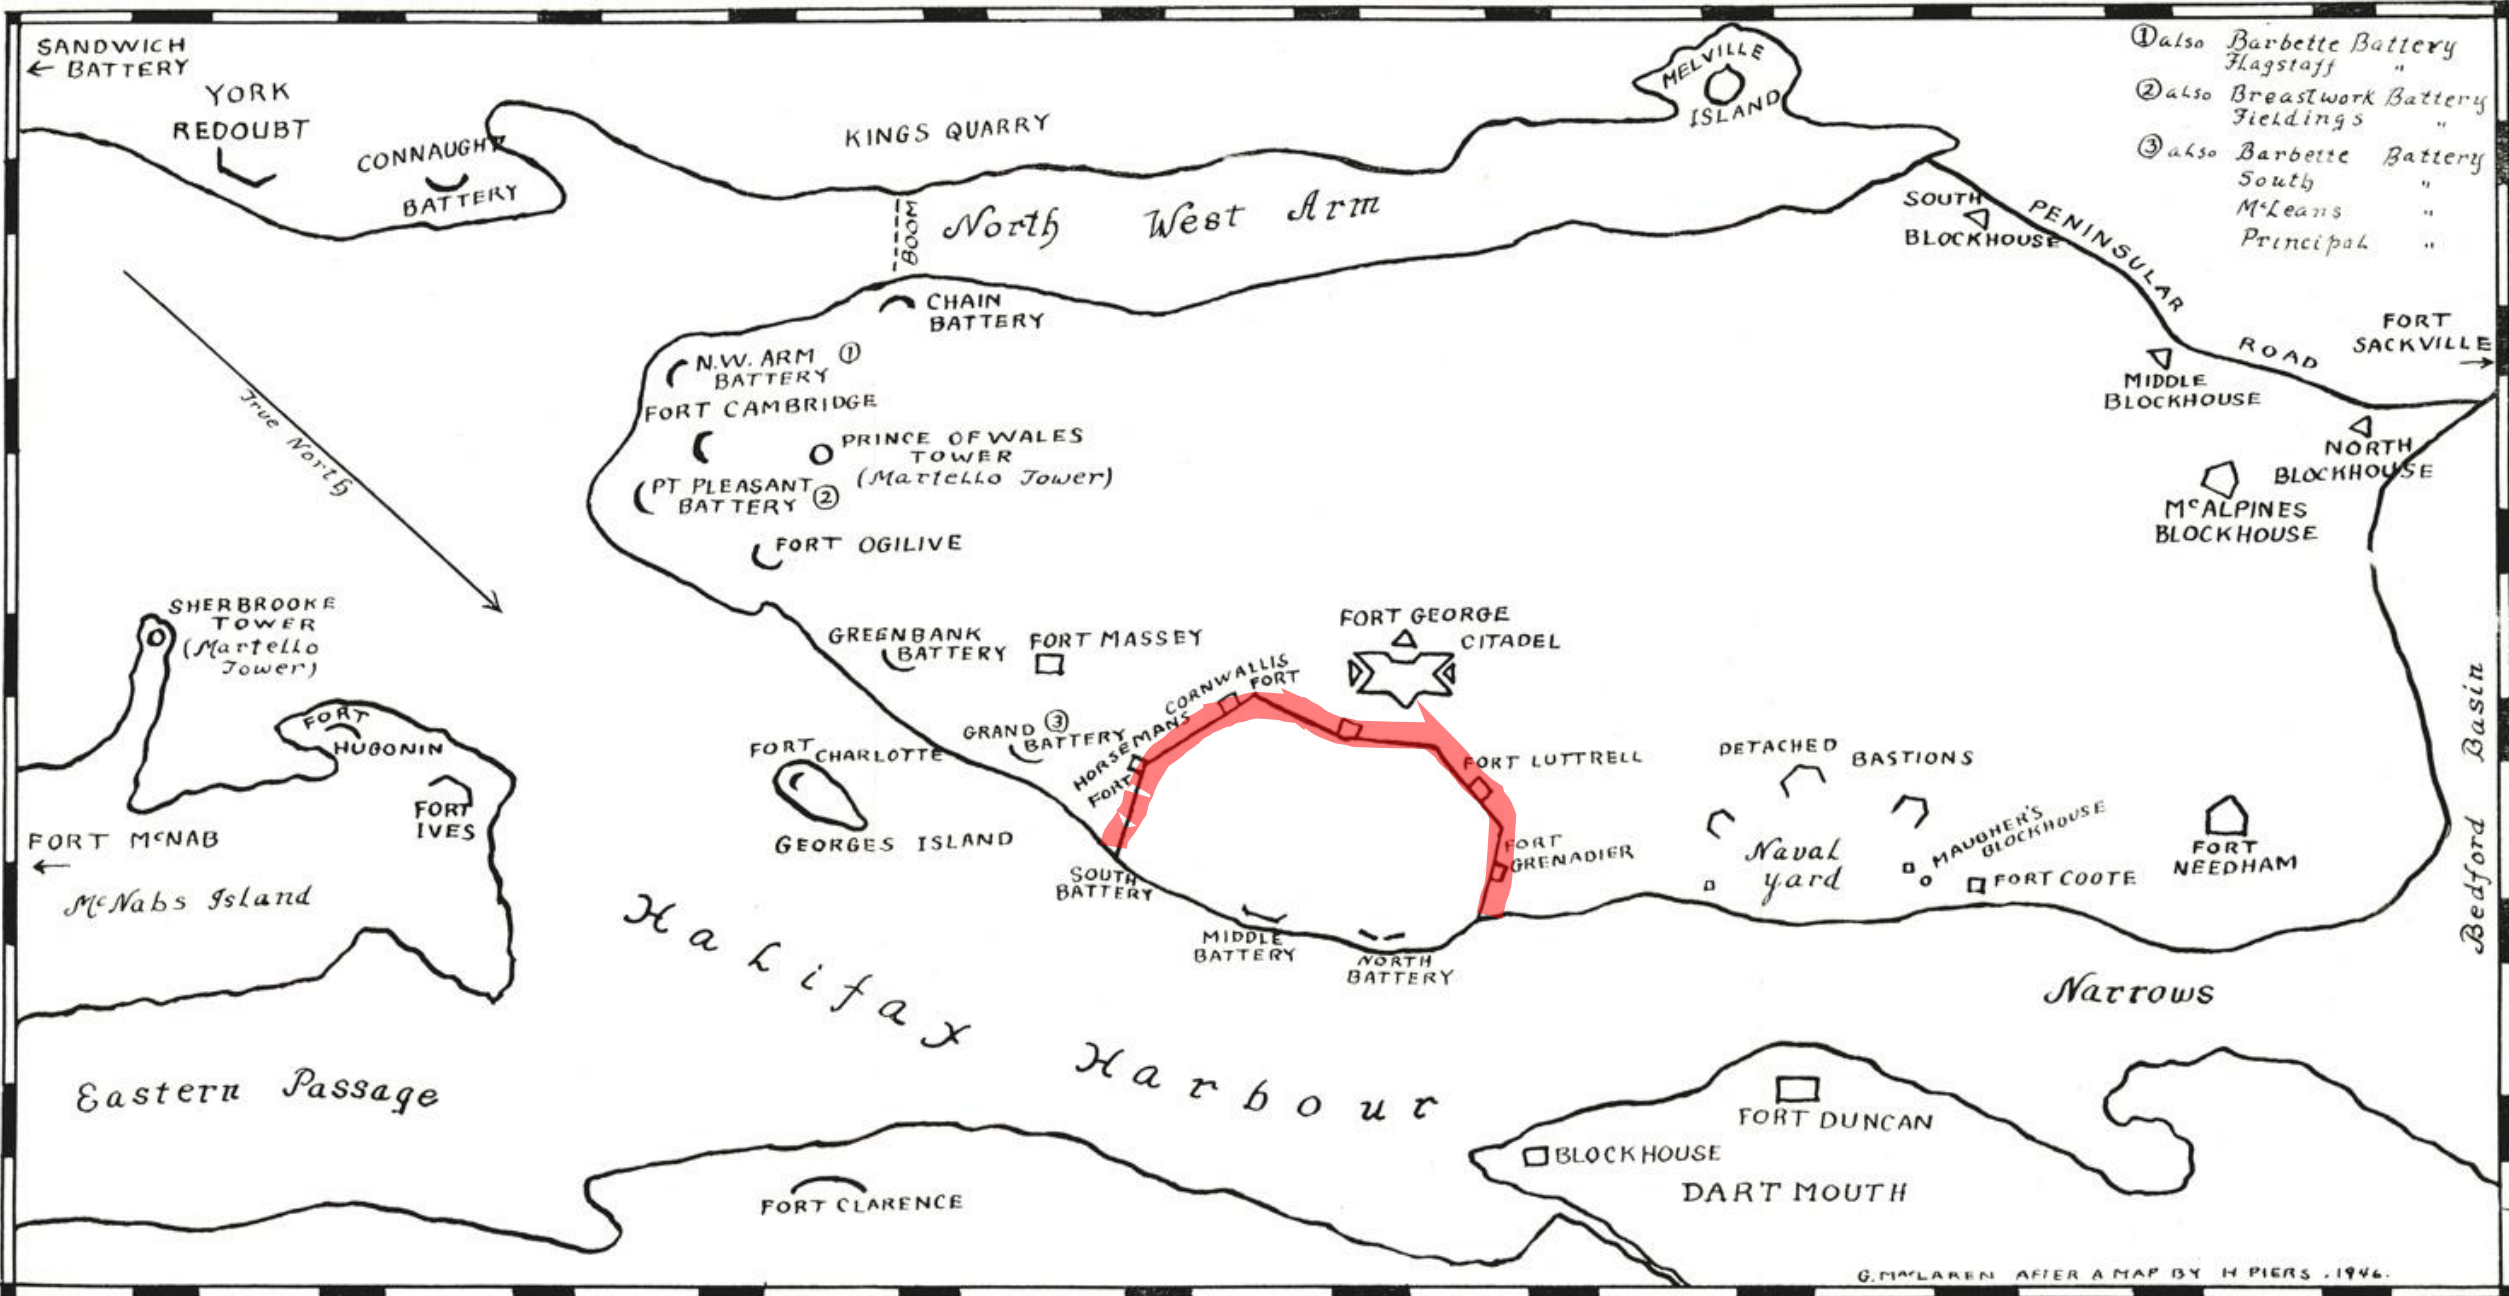 SANDWICH
← BATTERY
YORK
REDOUBT
CONNAUGHT
BATTERY
KINGS QUARRY
MELVILLE
ISLAND
① also Barbette Battery
Flagstaff "
② also Breastwork Battery
Fieldings "
③ also Barbette Battery
South "
McLeans "
Principal "
BOOM
North West Arm
SOUTH
BLOCKHOUSE
PENINSULAR
ROAD
FORT
SACKVILLE
→
MIDDLE
BLOCKHOUSE
NORTH
BLOCKHOUSE
McALPINES
BLOCKHOUSE
CHAIN
BATTERY
N.W. ARM ①
BATTERY
FORT CAMBRIDGE
PRINCE OF WALES
TOWER
(Martello Tower)
PT PLEASANT
BATTERY ②
FORT OGILIVE
True North
SHERBROOKE
TOWER
(Martello
Tower)
GREENBANK
BATTERY
FORT MASSEY
FORT GEORGE
CITADEL
CORNWALLIS
FORT
HORSEMANS
FORT
GRAND ③
BATTERY
FORT
CHARLOTTE
GEORGES ISLAND
FORT
HUGONIN
FORT
IVES
FORT McNAB
←
McNabs Island
FORT LUTTRELL
FORT
GRENADIER
DETACHED BASTIONS
Naval
yard
MAUGHER'S
BLOCKHOUSE
FORT COOTE
FORT
NEEDHAM
Bedford Basin
SOUTH
BATTERY
MIDDLE
BATTERY
NORTH
BATTERY
Halifax Harbour
Narrows
Eastern Passage
FORT CLARENCE
FORT DUNCAN
BLOCKHOUSE
DARTMOUTH
G. MacLAREN AFTER A MAP BY H PIERS . 1946.